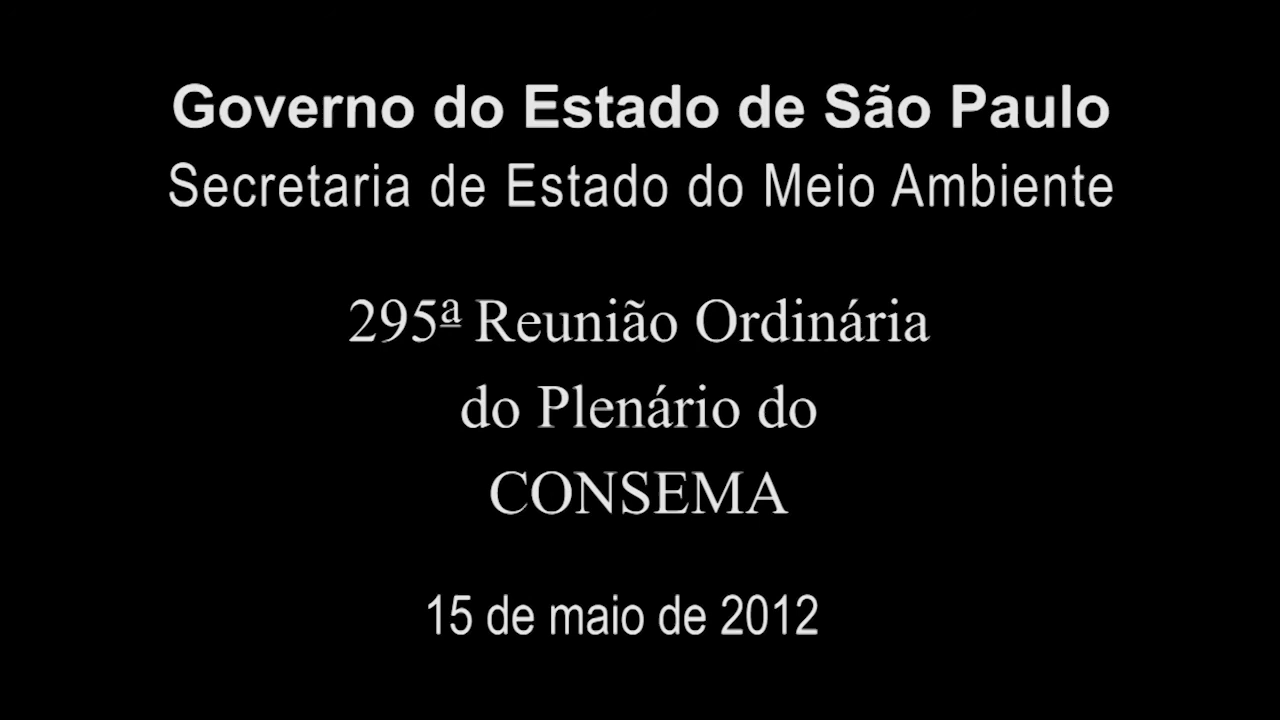 Governo do Estado de São Paulo
Secretaria de Estado do Meio Ambiente
295ª Reunião Ordinária
do Plenário do
CONSEMA
15 de maio de 2012